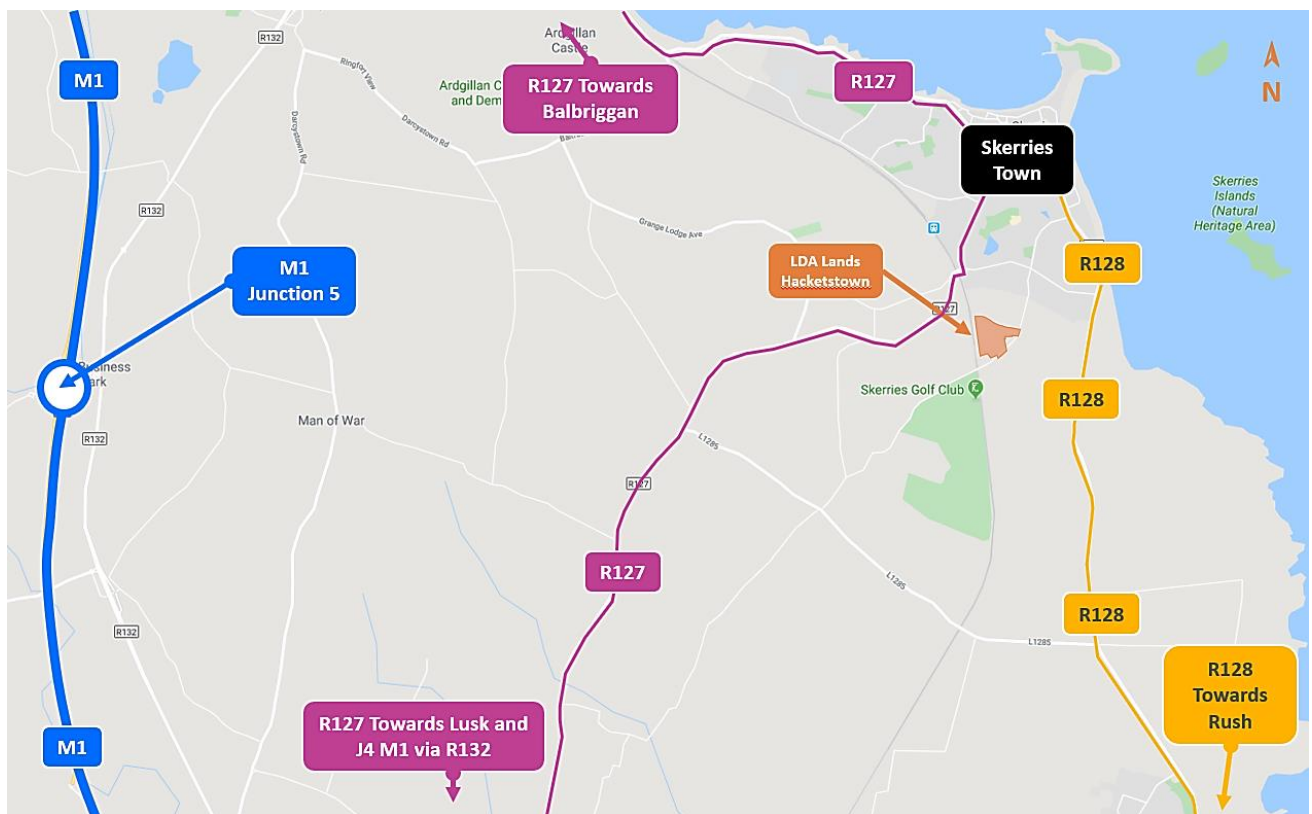 M1
R132
Ringfort View
Darcystown Rd
Darcystown Rd
Ardgillan
Castle
Ardgillan C
and Dem
R127 Towards
Balbriggan
R127
N
Skerries
Town
Skerries
Islands
(Natural
Heritage Area)
R132
Grange Lodge Ave
M1
Junction 5
LDA Lands
Hacketstown
R128
R127
Business
Park
R132
Man of War
Skerries Golf Club
R128
L1285
R127
R127
L1285
R128
R132
L1285
R128
Towards
Rush
R127 Towards Lusk and
J4 M1 via R132
M1